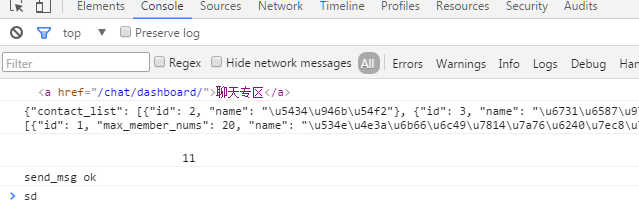 Elements Console Sources Network Timeline Profiles Resources Security Audits
top Preserve log
Filter Regex Hide network messages All Errors Warnings Info Logs Debug
<a href="/chat/dashboard/">聊天专区</a>
{"contact_list": [{"id": 2, "name": "\u5434\u946b\u54f2"}, {"id": 3, "name": "\u6731\u6587\u9
[{"id": 1, "max_member_nums": 20, "name": "\u534e\u4e3a\u6b66\u6c49\u7814\u7a76\u6240\u7ec8\u
11
send_msg ok
> sd